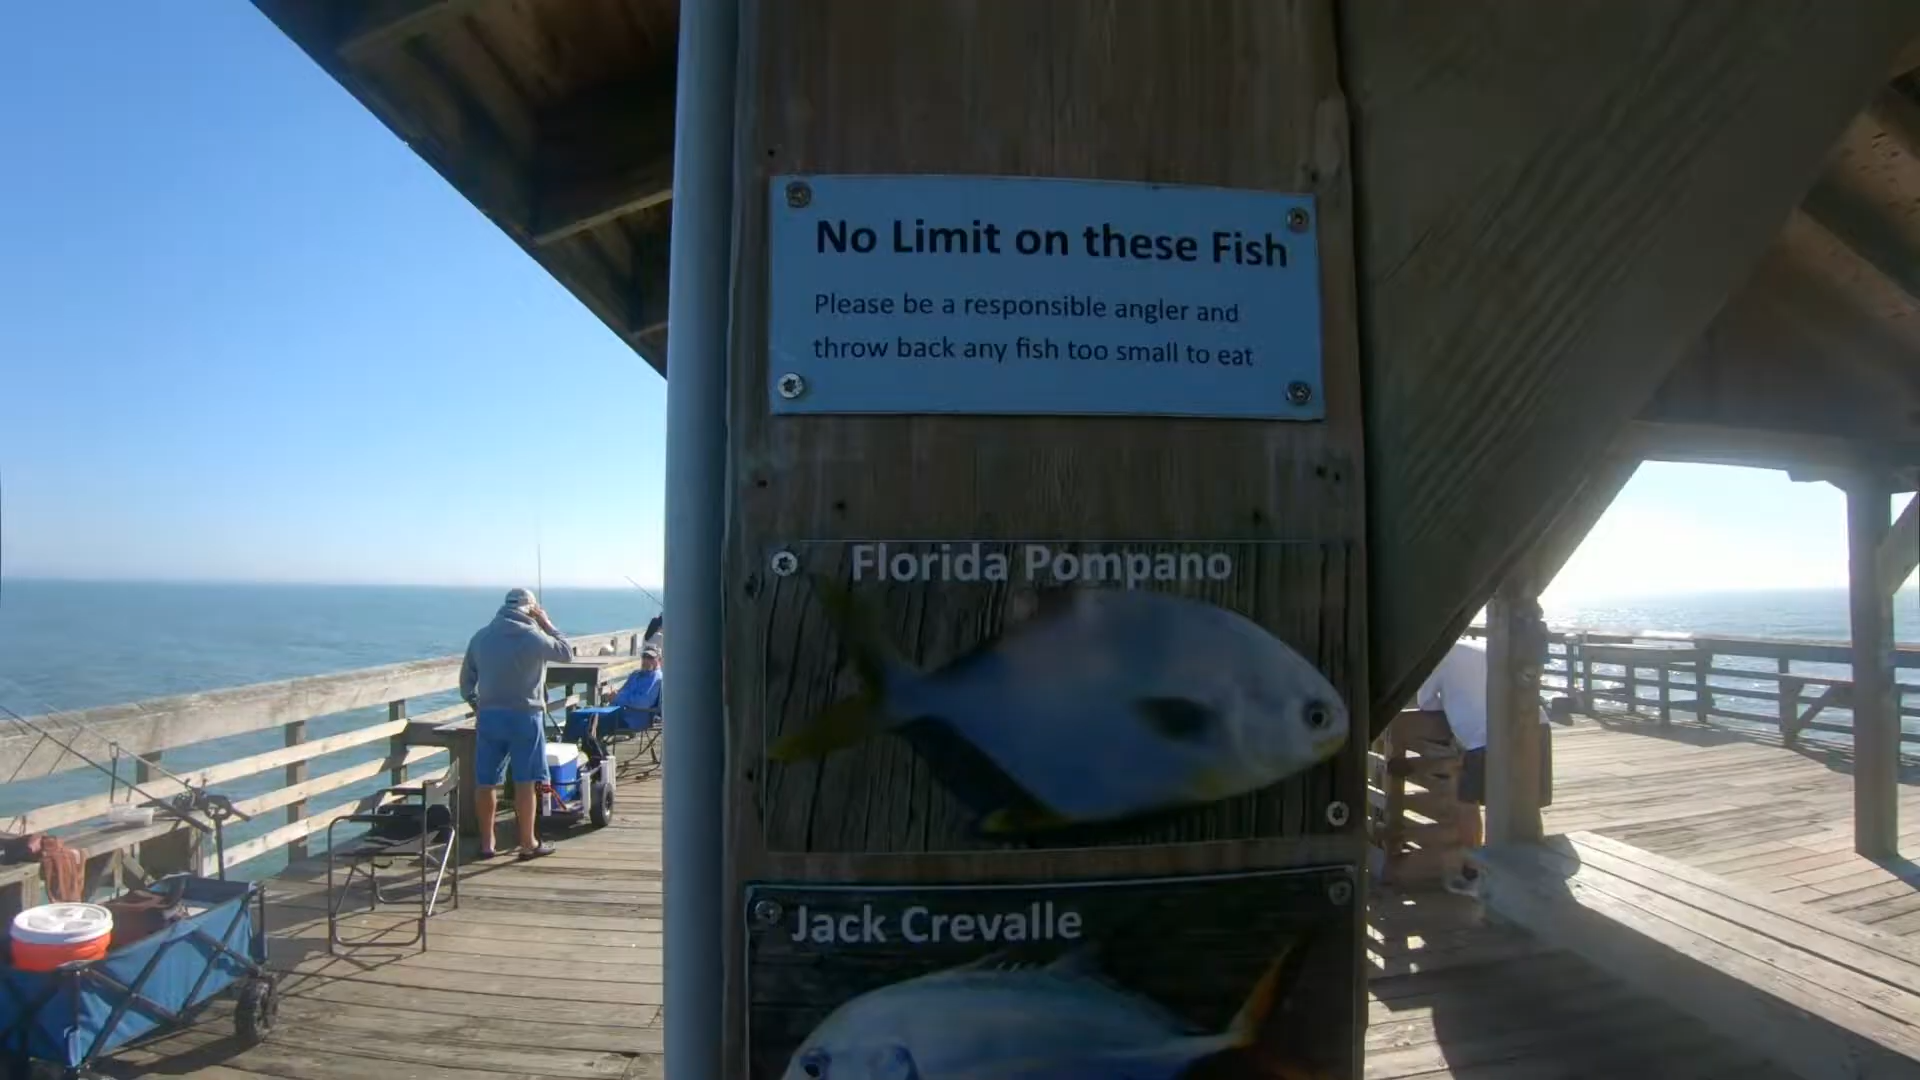 No Limit on these Fish
Please be a responsible angler and
throw back any fish too small to eat
Florida Pompano
Jack Crevalle